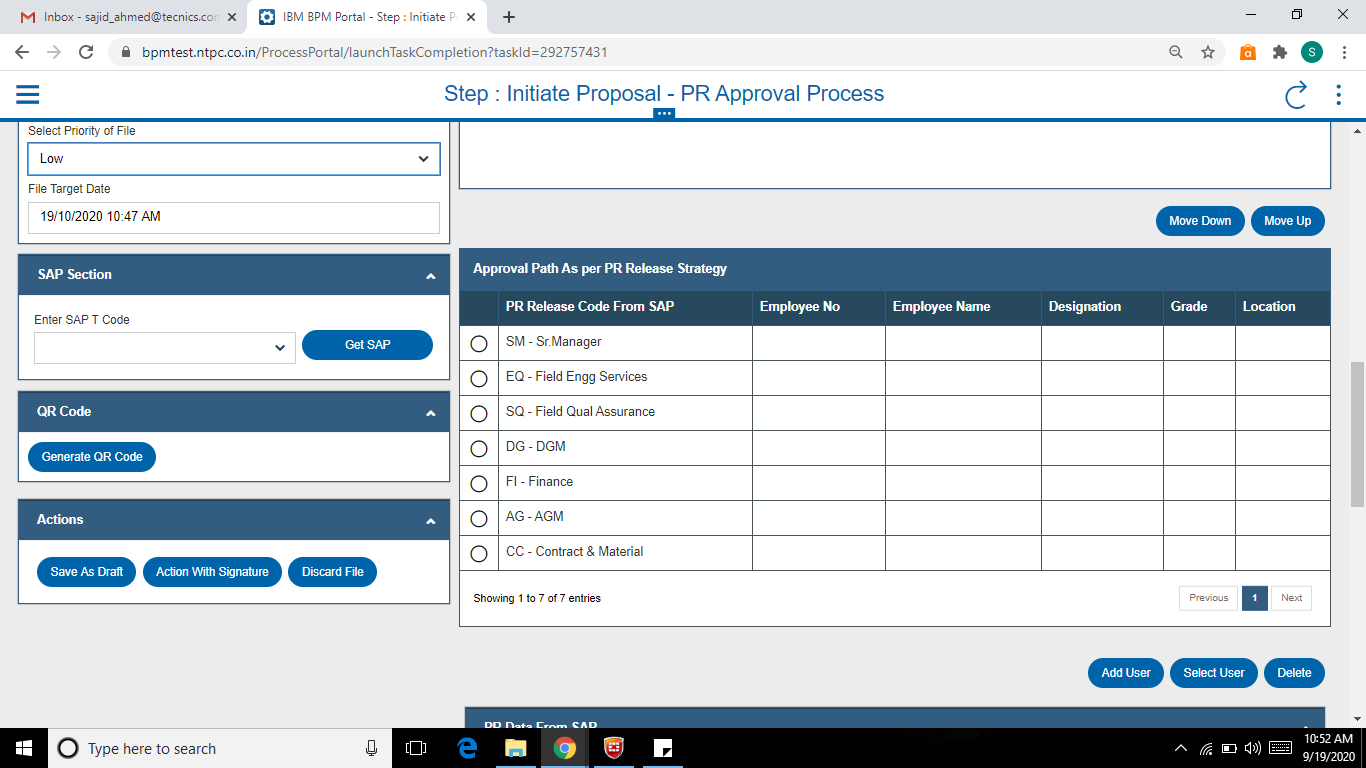 Inbox - sajid_ahmed@tecnics.con
IBM BPM Portal - Step : Initiate P
bpmtest.ntpc.co.in/ProcessPortal/launchTaskCompletion?taskId=292757431
S
Step : Initiate Proposal - PR Approval Process
Select Priority of File
Low
File Target Date
19/10/2020 10:47 AM
SAP Section
Enter SAP T Code
Get SAP
QR Code
Generate QR Code
Actions
Save As Draft Action With Signature Discard File
Move Down Move Up
Approval Path As per PR Release Strategy
PR Release Code From SAP Employee No Employee Name Designation Grade Location
SM - Sr.Manager
EQ - Field Engg Services
SQ - Field Qual Assurance
DG - DGM
FI - Finance
AG - AGM
CC - Contract & Material
Showing 1 to 7 of 7 entries
Previous 1 Next
Add User Select User Delete
PR Data From SAP
Type here to search
10:52 AM
9/19/2020